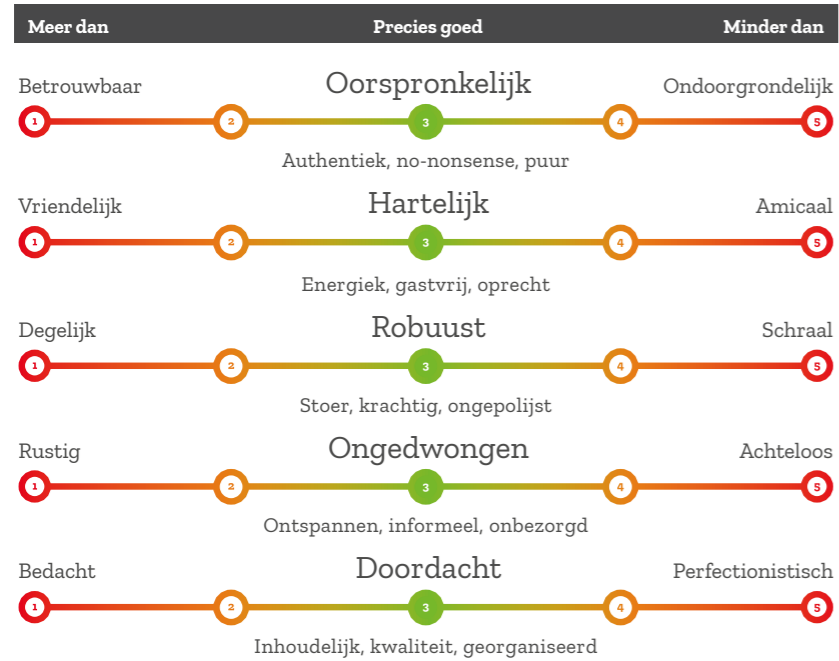 Meer dan Precies goed Minder dan
Betrouwbaar Oorspronkelijk Ondoorgrondelijk
1 2 3 4 5
Authentiek, no-nonsense, puur
Vriendelijk Hartelijk Amicaal
1 2 3 4 5
Energiek, gastvrij, oprecht
Degelijk Robuust Schraal
1 2 3 4 5
Stoer, krachtig, ongepolijst
Rustig Ongedwongen Achteloos
1 2 3 4 5
Ontspannen, informeel, onbezorgd
Bedacht Doordacht Perfectionistisch
1 2 3 4 5
Inhoudelijk, kwaliteit, georganiseerd